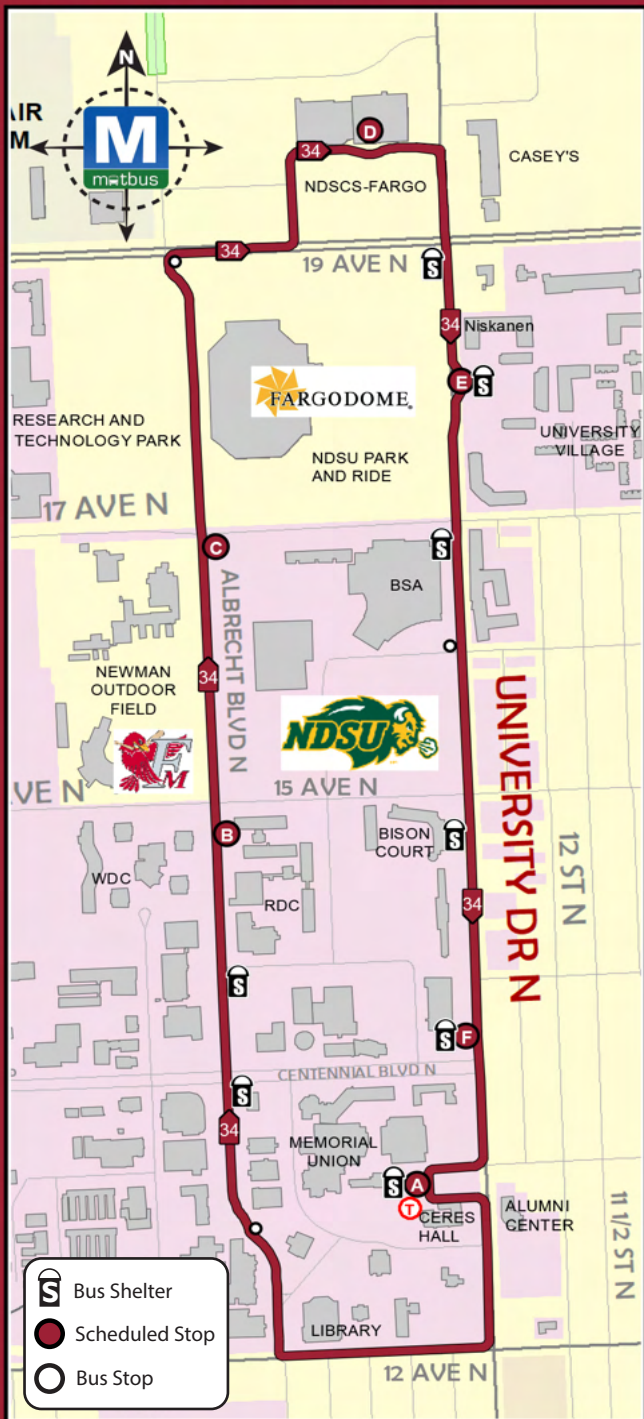 N
M
matbus
AIR
M
D
34
CASEY'S
NDSCS-FARGO
34
19 AVE N
S
34
Niskanen
E
S
FARGODOME
RESEARCH AND
TECHNOLOGY PARK
UNIVERSITY
VILLAGE
NDSU PARK
AND RIDE
17 AVE N
C
S
BSA
ALBRECHT BLVD N
34
NEWMAN
OUTDOOR
FIELD
FM
NDSU
UNIVERSITY DR N
VE N
15 AVE N
B
BISON
COURT
S
12 ST N
WDC
RDC
34
S
S
F
CENTENNIAL BLVD N
S
34
MEMORIAL
UNION
S
A
T
CERES
HALL
ALUMNI
CENTER
11 1/2 ST N
LIBRARY
12 AVE N
S Bus Shelter
Scheduled Stop
Bus Stop